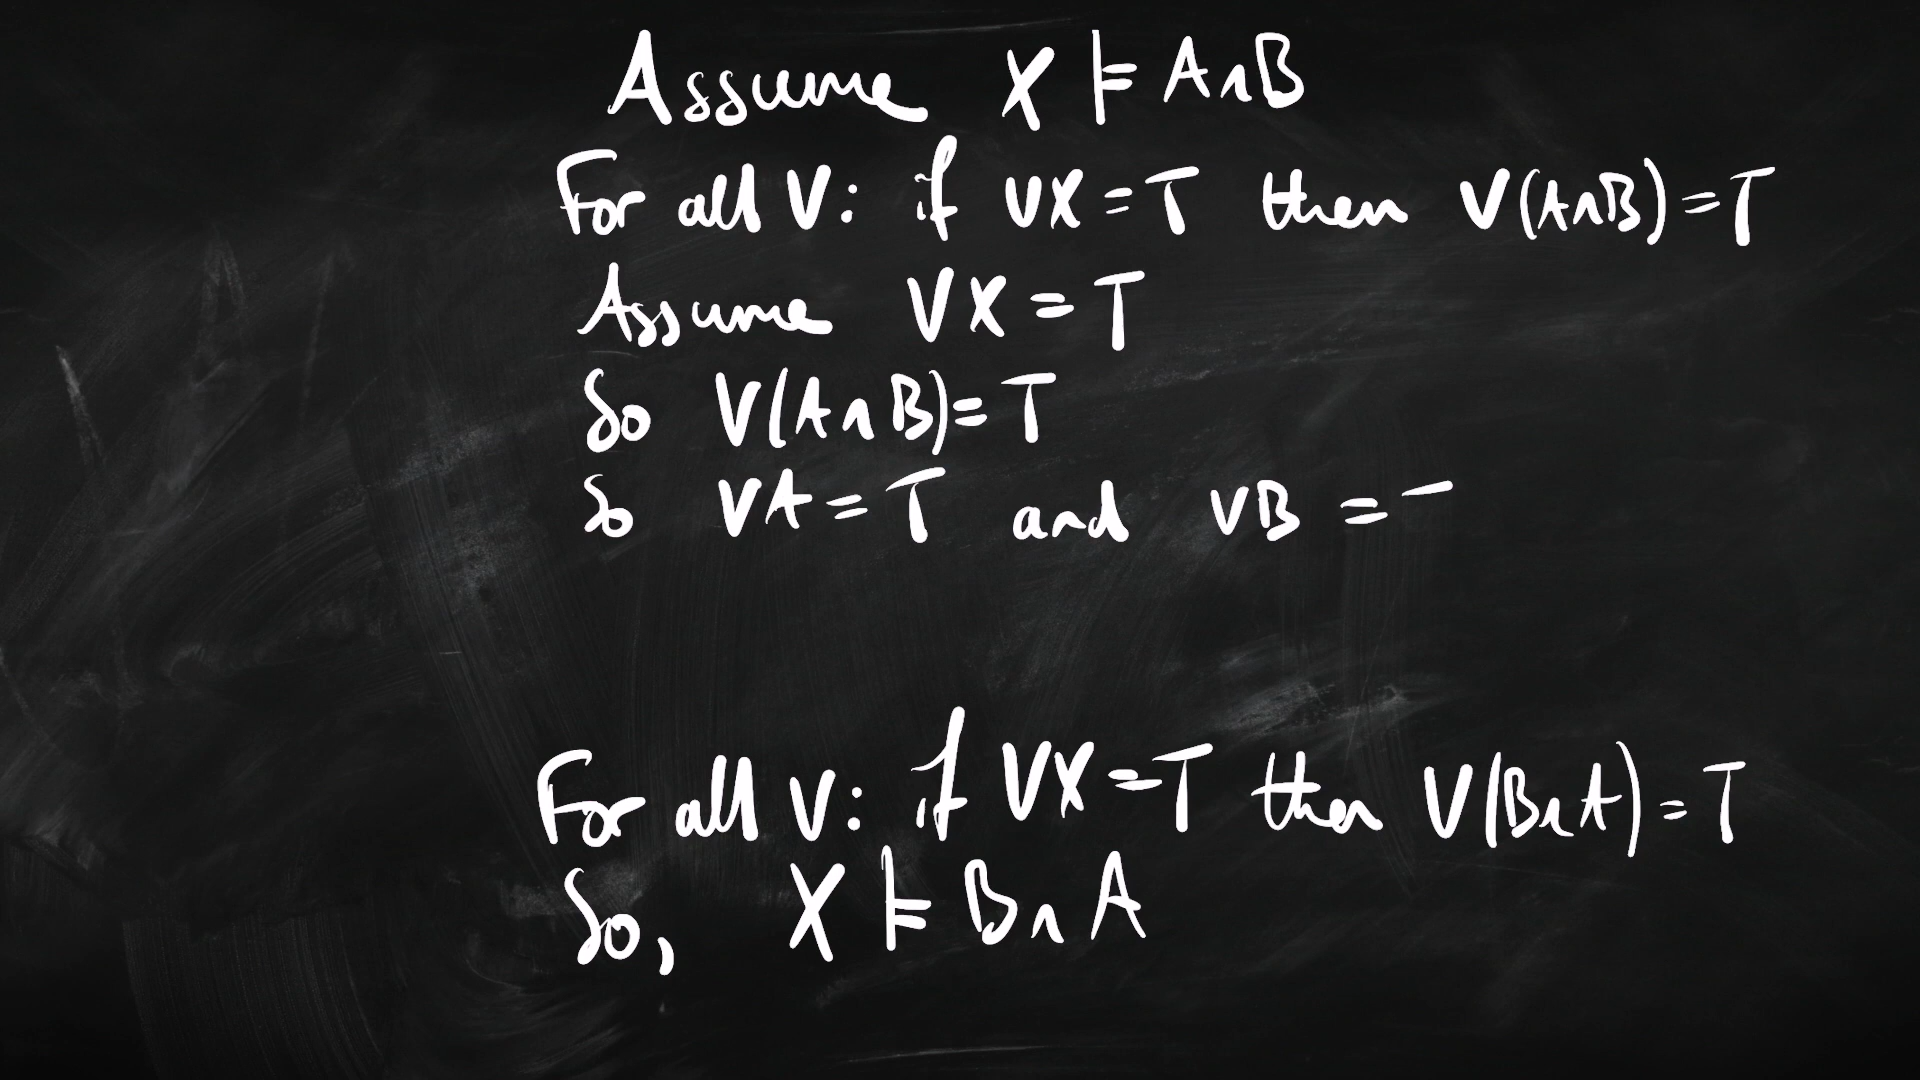 Assume X ⊨ A∧B
For all V: if VX = T then V(A∧B) = T
Assume VX = T
So V(A∧B) = T
So VA = T and VB =
For all V: if VX = T then V(B∧A) = T
So, X ⊨ B∧A